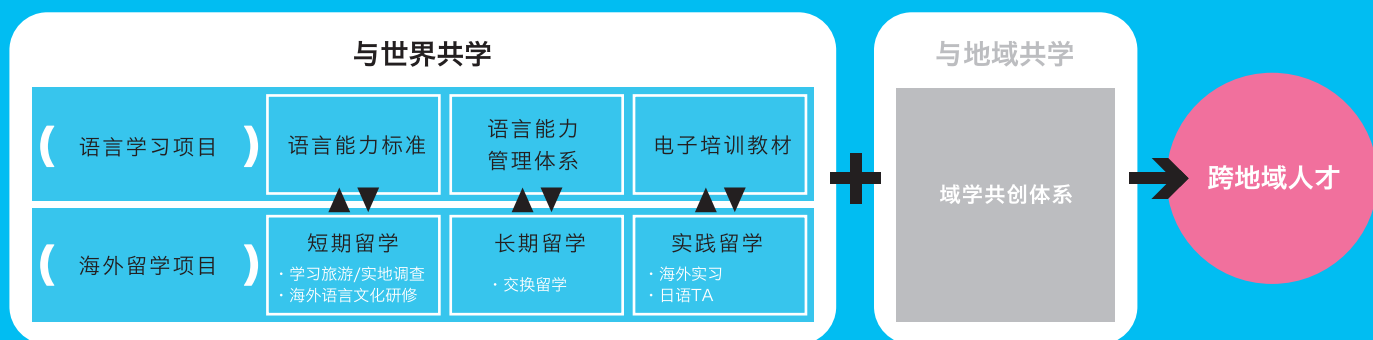 与世界共学
语言学习项目
语言能力标准
语言能力
管理体系
电子培训教材
海外留学项目
短期留学
· 学习旅游/实地调查
· 海外语言文化研修
长期留学
· 交换留学
实践留学
· 海外实习
· 日语TA
与地域共学
域学共创体系
跨地域人才